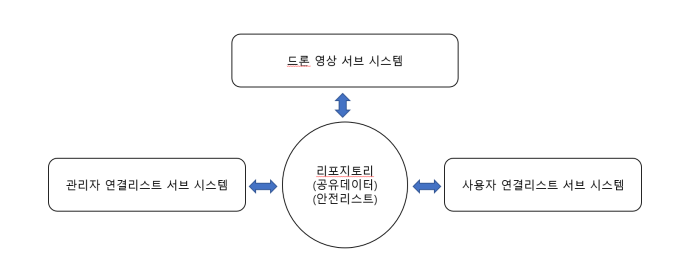 드론 영상 서브 시스템
관리자 연결리스트 서브 시스템
리포지토리
(공유데이터)
(안전리스트)
사용자 연결리스트 서브 시스템